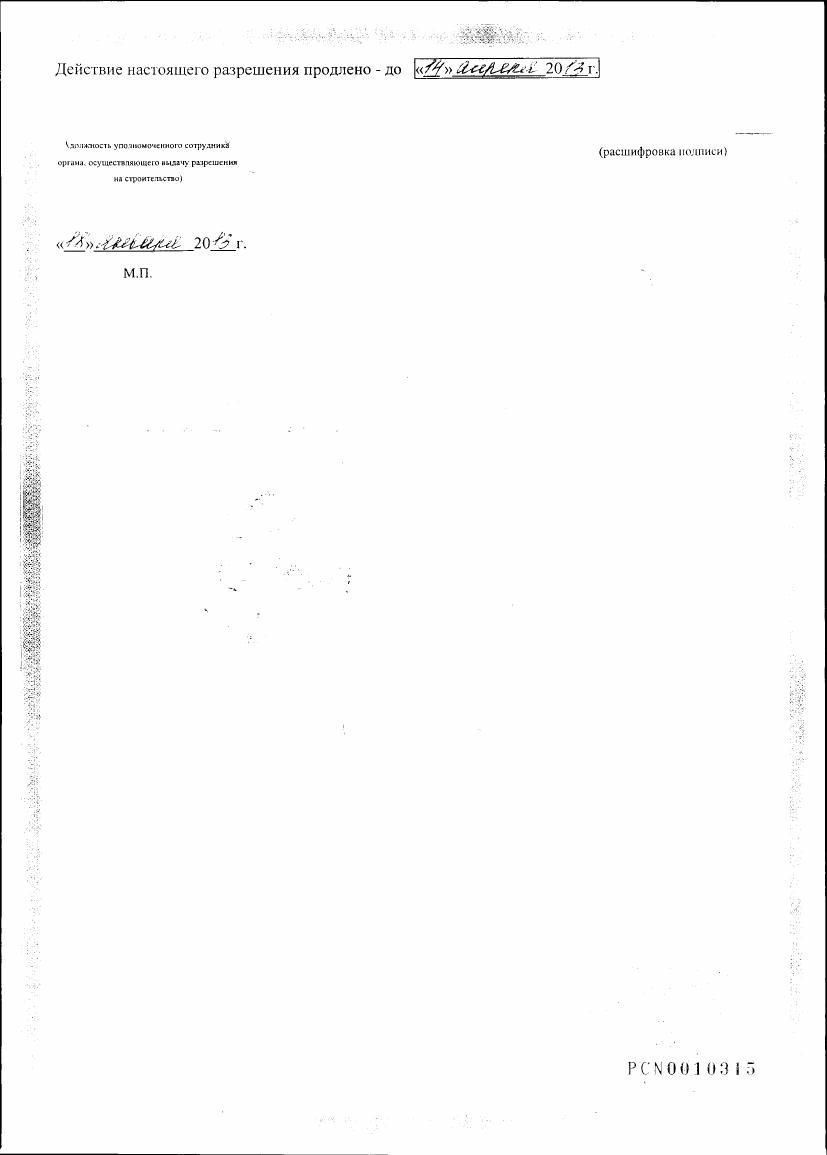 Действие настоящего разрешения продлено - до «14» апреля 2013 г.
(должность уполномоченного сотрудника
органа, осуществляющего выдачу разрешения
на строительство)
(расшифровка подписи)
«18» января 2013 г.
М.П.
PCN0010345